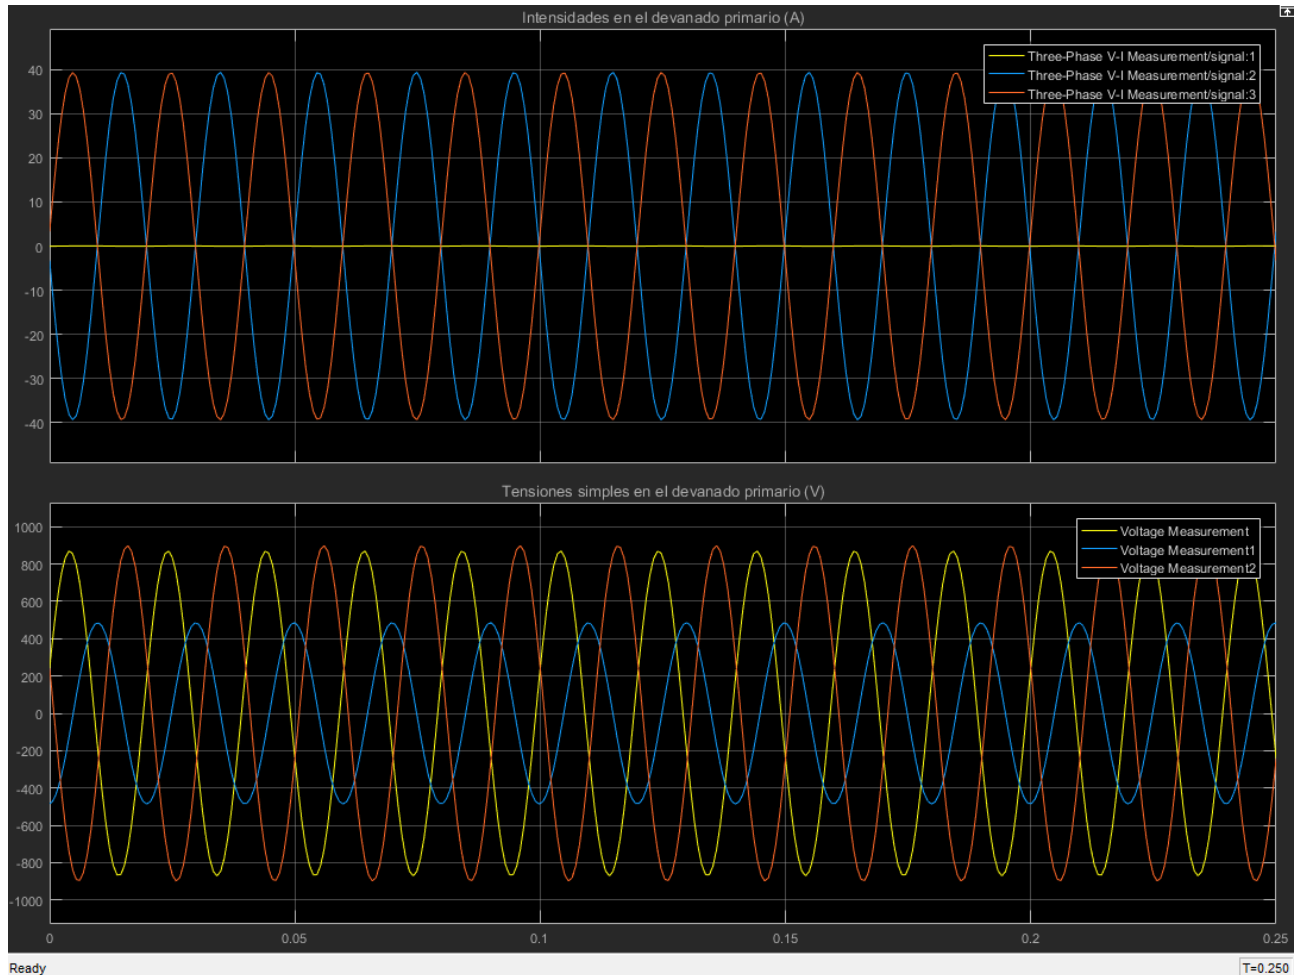 Intensidades en el devanado primario (A)
Three-Phase V-I Measurement/signal:1
Three-Phase V-I Measurement/signal:2
Three-Phase V-I Measurement/signal:3
40
30
20
10
0
-10
-20
-30
-40
Tensiones simples en el devanado primario (V)
Voltage Measurement
Voltage Measurement1
Voltage Measurement2
1000
800
600
400
200
0
-200
-400
-600
-800
-1000
0 0.05 0.1 0.15 0.2 0.25
Ready T=0.250